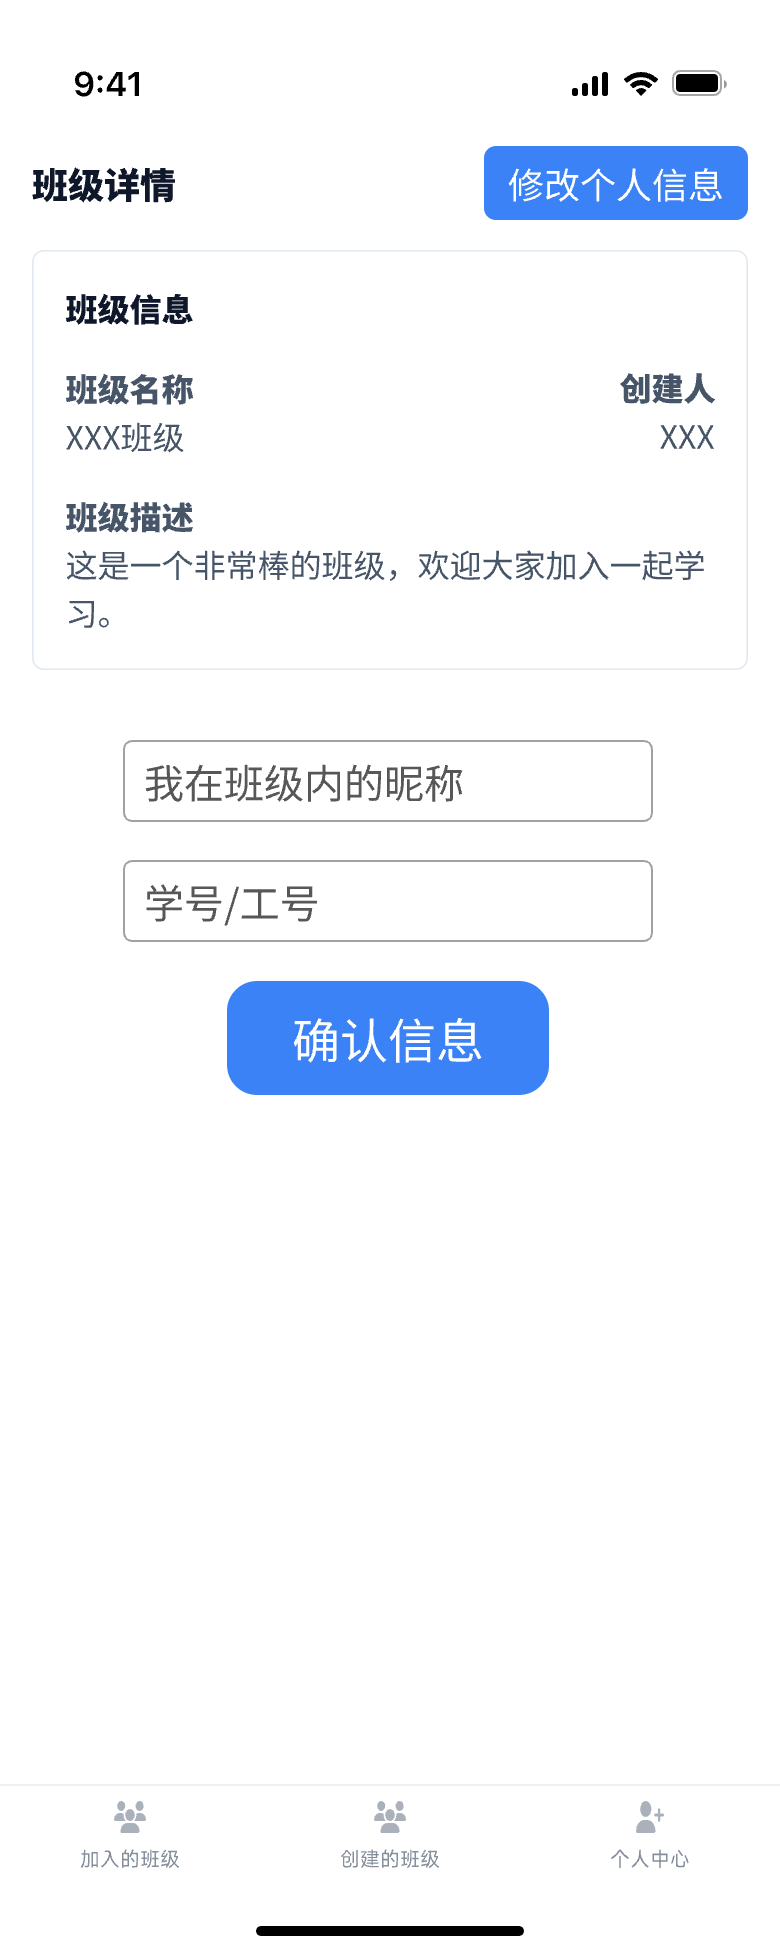 9:41
班级详情
修改个人信息
班级信息
班级名称
创建人
XXX班级
XXX
班级描述
这是一个非常棒的班级，欢迎大家加入一起学
习。
我在班级内的昵称
学号/工号
确认信息
加入的班级
创建的班级
个人中心